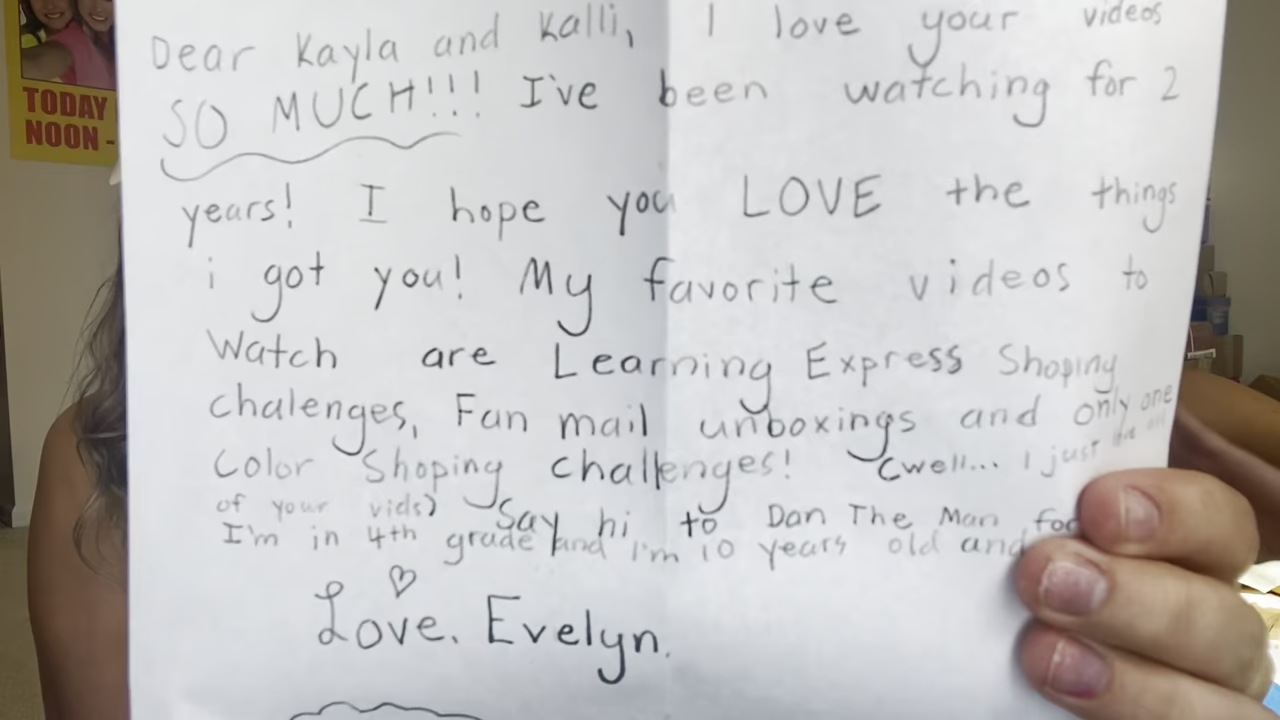 TODAY
NOON -
Dear Kayla and Kalli, I love your videos
SO MUCH!!! I've been watching for 2
years! I hope you LOVE the things
i got you! My favorite videos to
Watch are Learning Express Shoping
chalenges, Fan mail unboxings and only one
Color Shoping challenges! (well... I just
of your vids)
Say hi to Dan The Man for
I'm in 4th grade and I'm 10 years old and
Love, Evelyn.